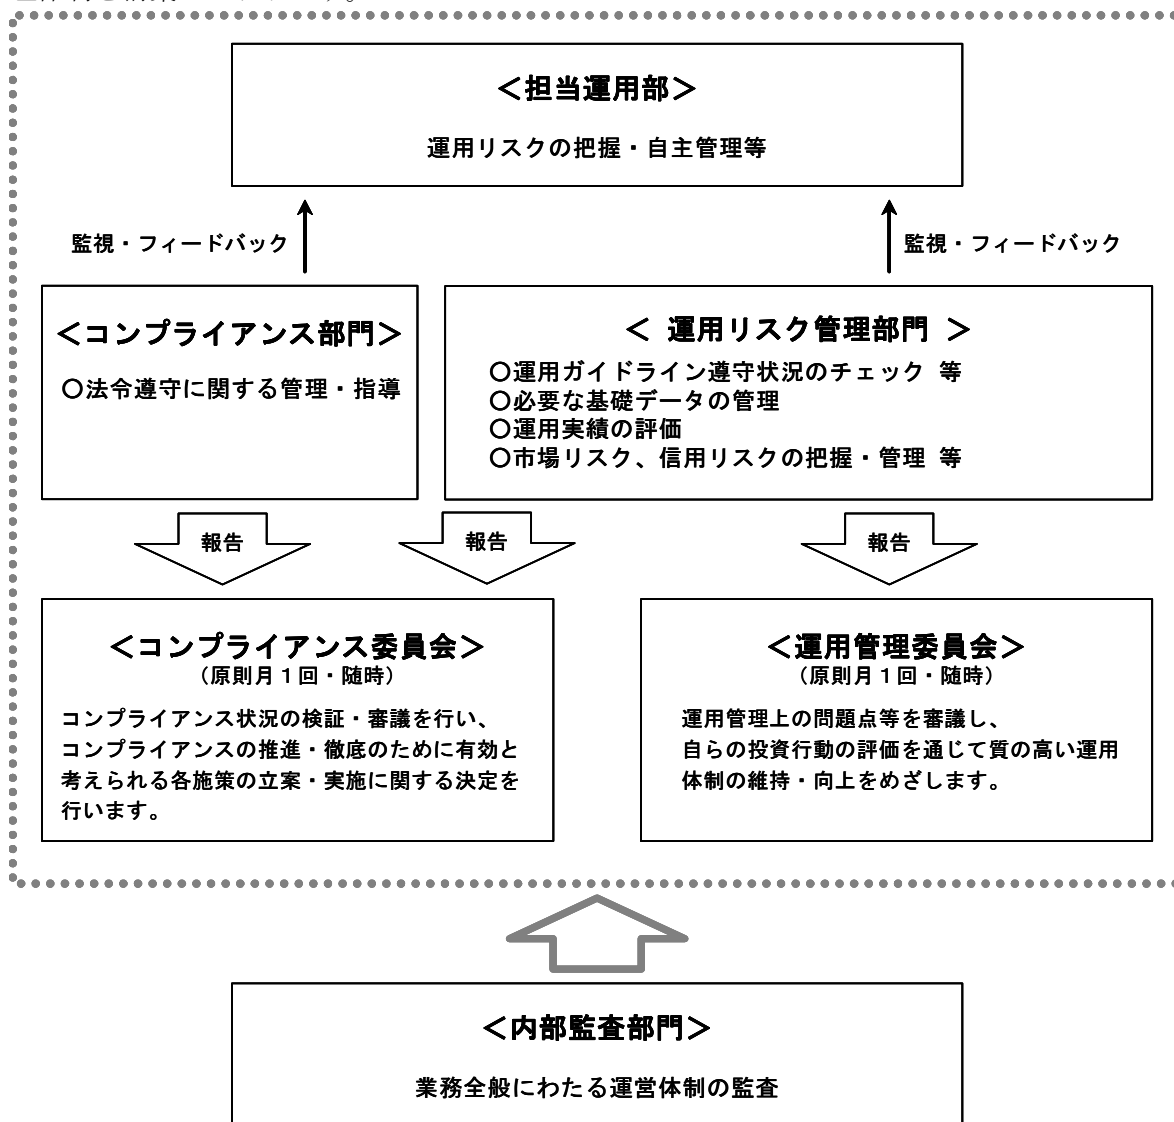 ＜担当運用部＞
運用リスクの把握・自主管理等
監視・フィードバック
監視・フィードバック
＜コンプライアンス部門＞
○法令遵守に関する管理・指導
＜ 運用リスク管理部門 ＞
○運用ガイドライン遵守状況のチェック 等
○必要な基礎データの管理
○運用実績の評価
○市場リスク、信用リスクの把握・管理 等
報告
報告
報告
＜コンプライアンス委員会＞
（原則月１回・随時）
コンプライアンス状況の検証・審議を行い、
コンプライアンスの推進・徹底のために有効と
考えられる各施策の立案・実施に関する決定を
行います。
＜運用管理委員会＞
（原則月１回・随時）
運用管理上の問題点等を審議し、
自らの投資行動の評価を通じて質の高い運用
体制の維持・向上をめざします。
＜内部監査部門＞
業務全般にわたる運営体制の監査